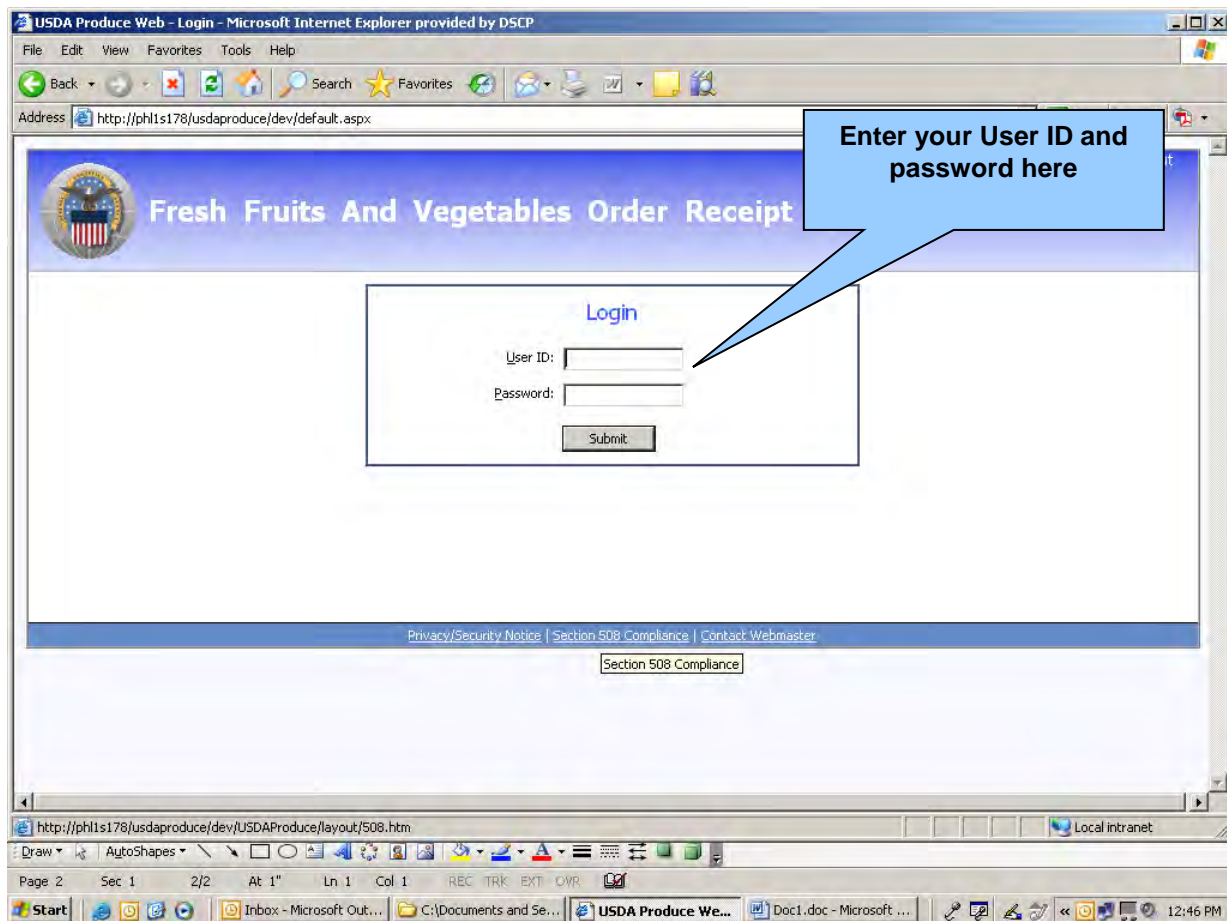 USDA Produce Web - Login - Microsoft Internet Explorer provided by DSCP
File Edit View Favorites Tools Help
Back Search Favorites
Address http://phl1s178/usdaproduce/dev/default.aspx
Enter your User ID and
password here
Fresh Fruits And Vegetables Order Receipt
Login
User ID:
Password:
Submit
Privacy/Security Notice | Section 508 Compliance | Contact Webmaster
Section 508 Compliance
http://phl1s178/usdaproduce/dev/USDAProduce/layout/508.htm
Local intranet
Draw AutoShapes
Page 2 Sec 1 2/2 At 1" Ln 1 Col 1 REC TRK EXT OVR
Start Inbox - Microsoft Out... C:\Documents and Se... USDA Produce We... Doc1.doc - Microsoft ... « 12:46 PM